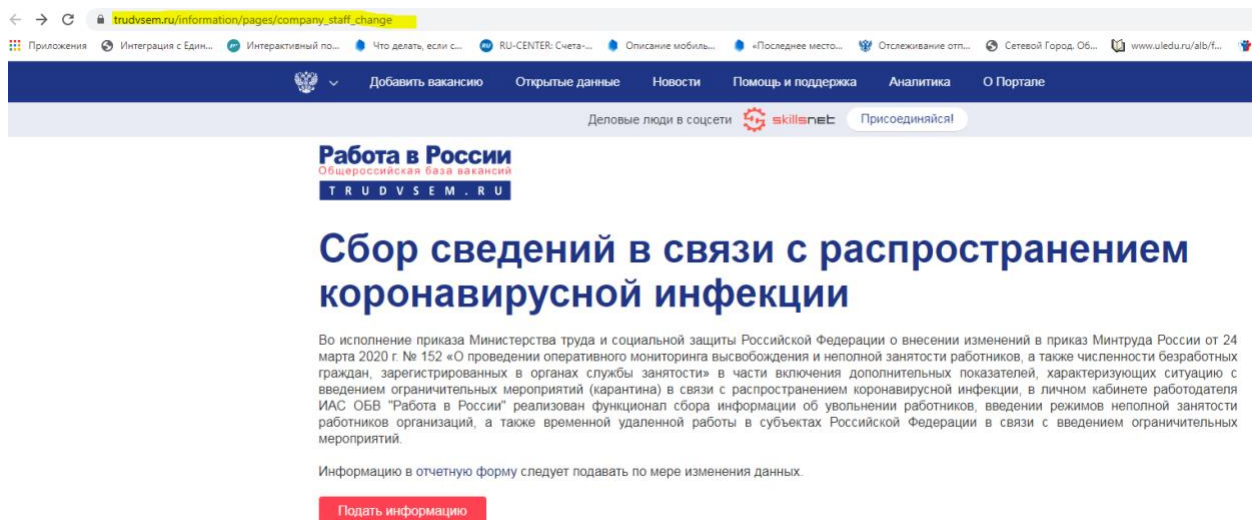 trudvsem.ru/information/pages/company_staff_change
Приложения Интеграция с Един... Интерактивный по... Что делать, если с... RU-CENTER: Счета-... Описание мобиль... «Последнее место... Отслеживание отп... Сетевой Город. Об... www.uledu.ru/alb/f...
Добавить вакансию Открытые данные Новости Помощь и поддержка Аналитика О Портале
Деловые люди в соцсети skillsnet Присоединяйся!
Работа в России
Общероссийская база вакансий
TRUDVSEM.RU
Сбор сведений в связи с распространением
коронавирусной инфекции
Во исполнение приказа Министерства труда и социальной защиты Российской Федерации о внесении изменений в приказ Минтруда России от 24
марта 2020 г. № 152 «О проведении оперативного мониторинга высвобождения и неполной занятости работников, а также численности безработных
граждан, зарегистрированных в органах службы занятости» в части включения дополнительных показателей, характеризующих ситуацию с
введением ограничительных мероприятий (карантина) в связи с распространением коронавирусной инфекции, в личном кабинете работодателя
ИАС ОБВ "Работа в России" реализован функционал сбора информации об увольнении работников, введении режимов неполной занятости
работников организаций, а также временной удаленной работы в субъектах Российской Федерации в связи с введением ограничительных
мероприятий.
Информацию в отчетную форму следует подавать по мере изменения данных.
Подать информацию